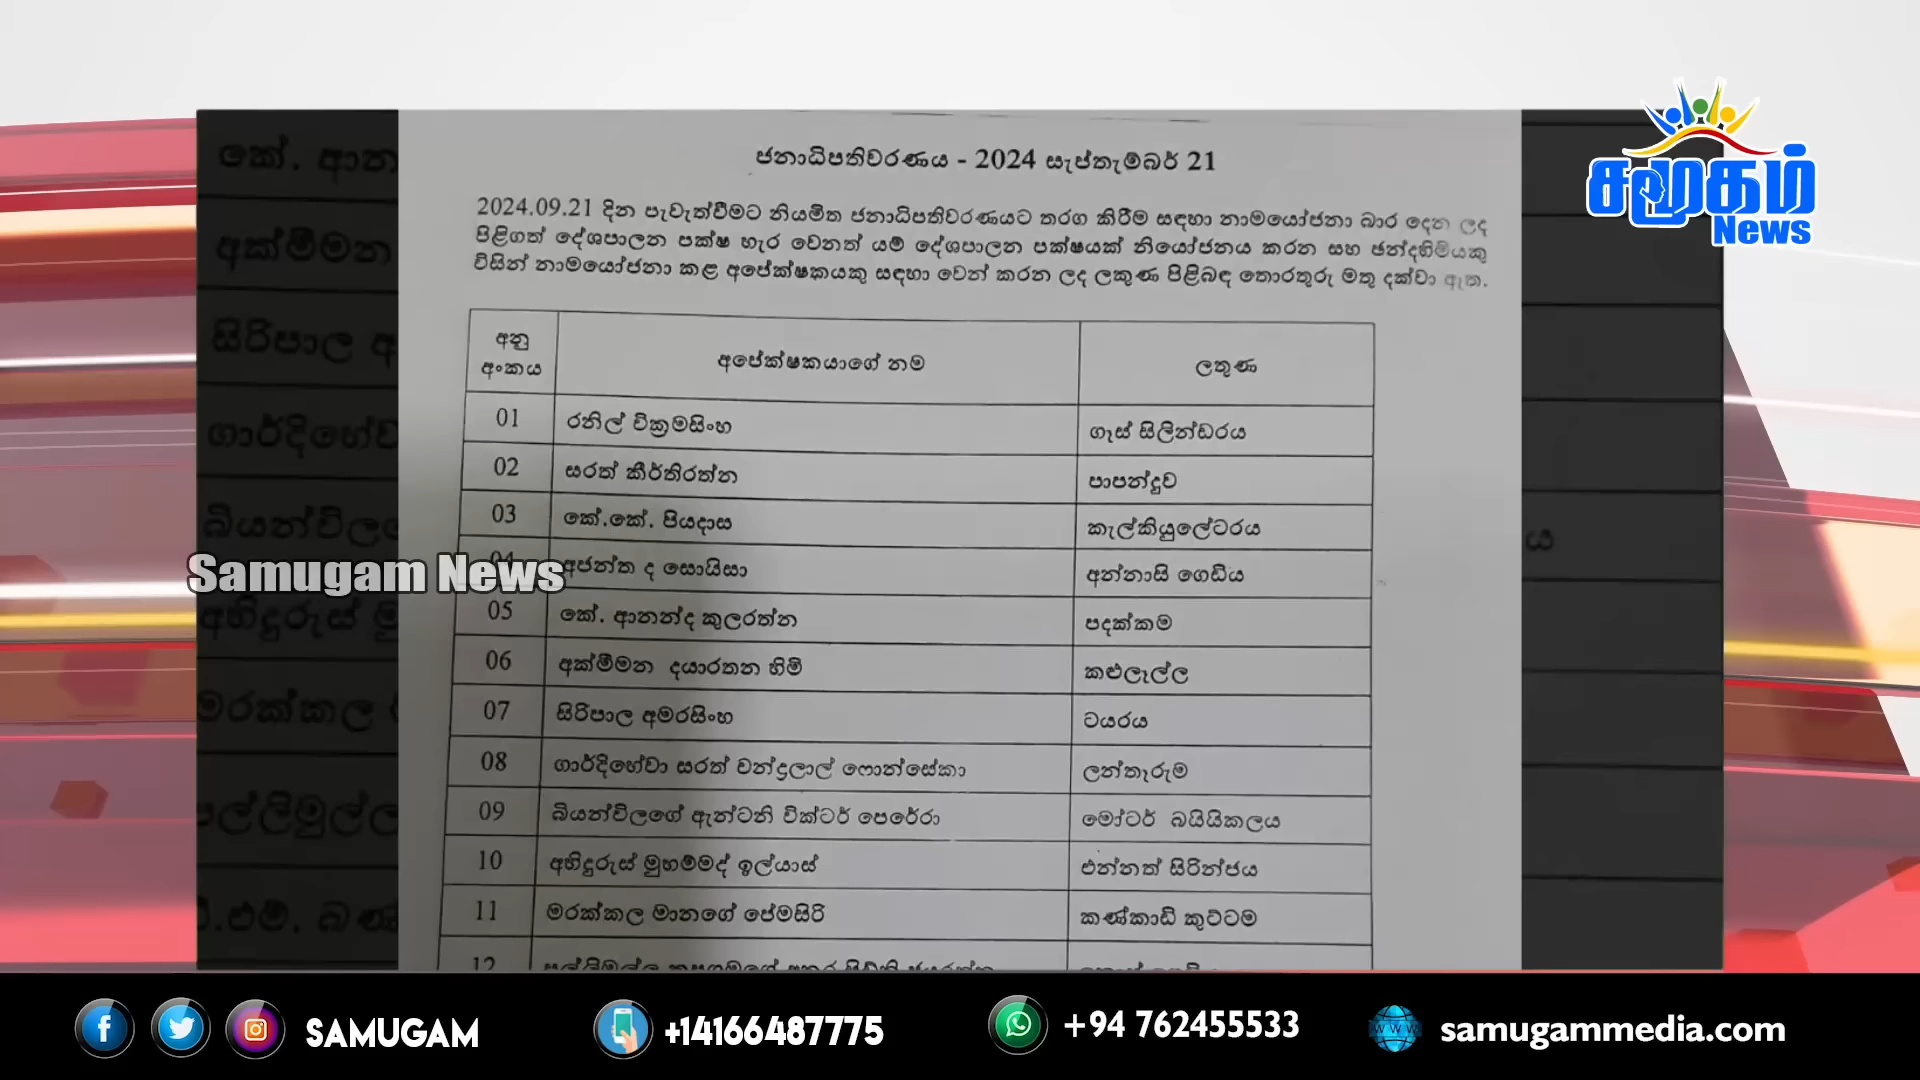 ජනාධිපතිවරණය - 2024 සැප්තැම්බර් 21
සමூகம்
News
2024.09.21 දින පැවැත්වීමට නියමිත ජනාධිපතිවරණයට තරග කිරීම සඳහා නාමයෝජනා බාර දෙන ලද
පිළිගත් දේශපාලන පක්ෂ හැර වෙනත් යම් දේශපාලන පක්ෂයක් නියෝජනය කරන සහ ඡන්දහිමියකු
විසින් නාමයෝජනා කළ අපේක්ෂකයකු සඳහා වෙන් කරන ලද ලකුණ පිළිබඳ තොරතුරු මතු දක්වා ඇත.
අනු අංකය අපේක්ෂකයාගේ නම ලකුණ
01 රනිල් වික්‍රමසිංහ ගෑස් සිලින්ඩරය
02 සරත් කීර්තිරත්න පාපන්දුව
03 කේ.කේ. පියදාස කැල්කියුලේටරය
04 අජන්ත ද සොයිසා අන්නාසි ගෙඩිය
05 කේ. ආනන්ද කුලරත්න පදක්කම
06 අක්මීමන දයාරතන හිමි කළුලෑල්ල
07 සිරිපාල අමරසිංහ ටයරය
08 ගාර්දිහේවා සරත් චන්ද්‍රලාල් ෆොන්සේකා ලන්තෑරුම
09 බියන්විලගේ ඇන්ටනි වික්ටර් පෙරේරා මෝටර් බයිසිකලය
10 අහිදුරුස් මුහම්මද් ඉල්යාස් එන්නත් සිරින්ජය
11 මරක්කල මානගේ ප්‍රේමසිරි කණ්කාඩි කුට්ටම
12
Samugam News
SAMUGAM
+14166487775
+94 762455533
samugammedia.com